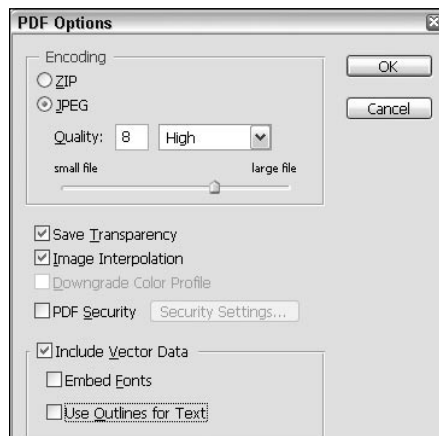 PDF Options
Encoding
ZIP
JPEG
Quality: 8 High
small file large file
Save Transparency
Image Interpolation
Downgrade Color Profile
PDF Security Security Settings...
Include Vector Data
Embed Fonts
Use Outlines for Text
OK
Cancel